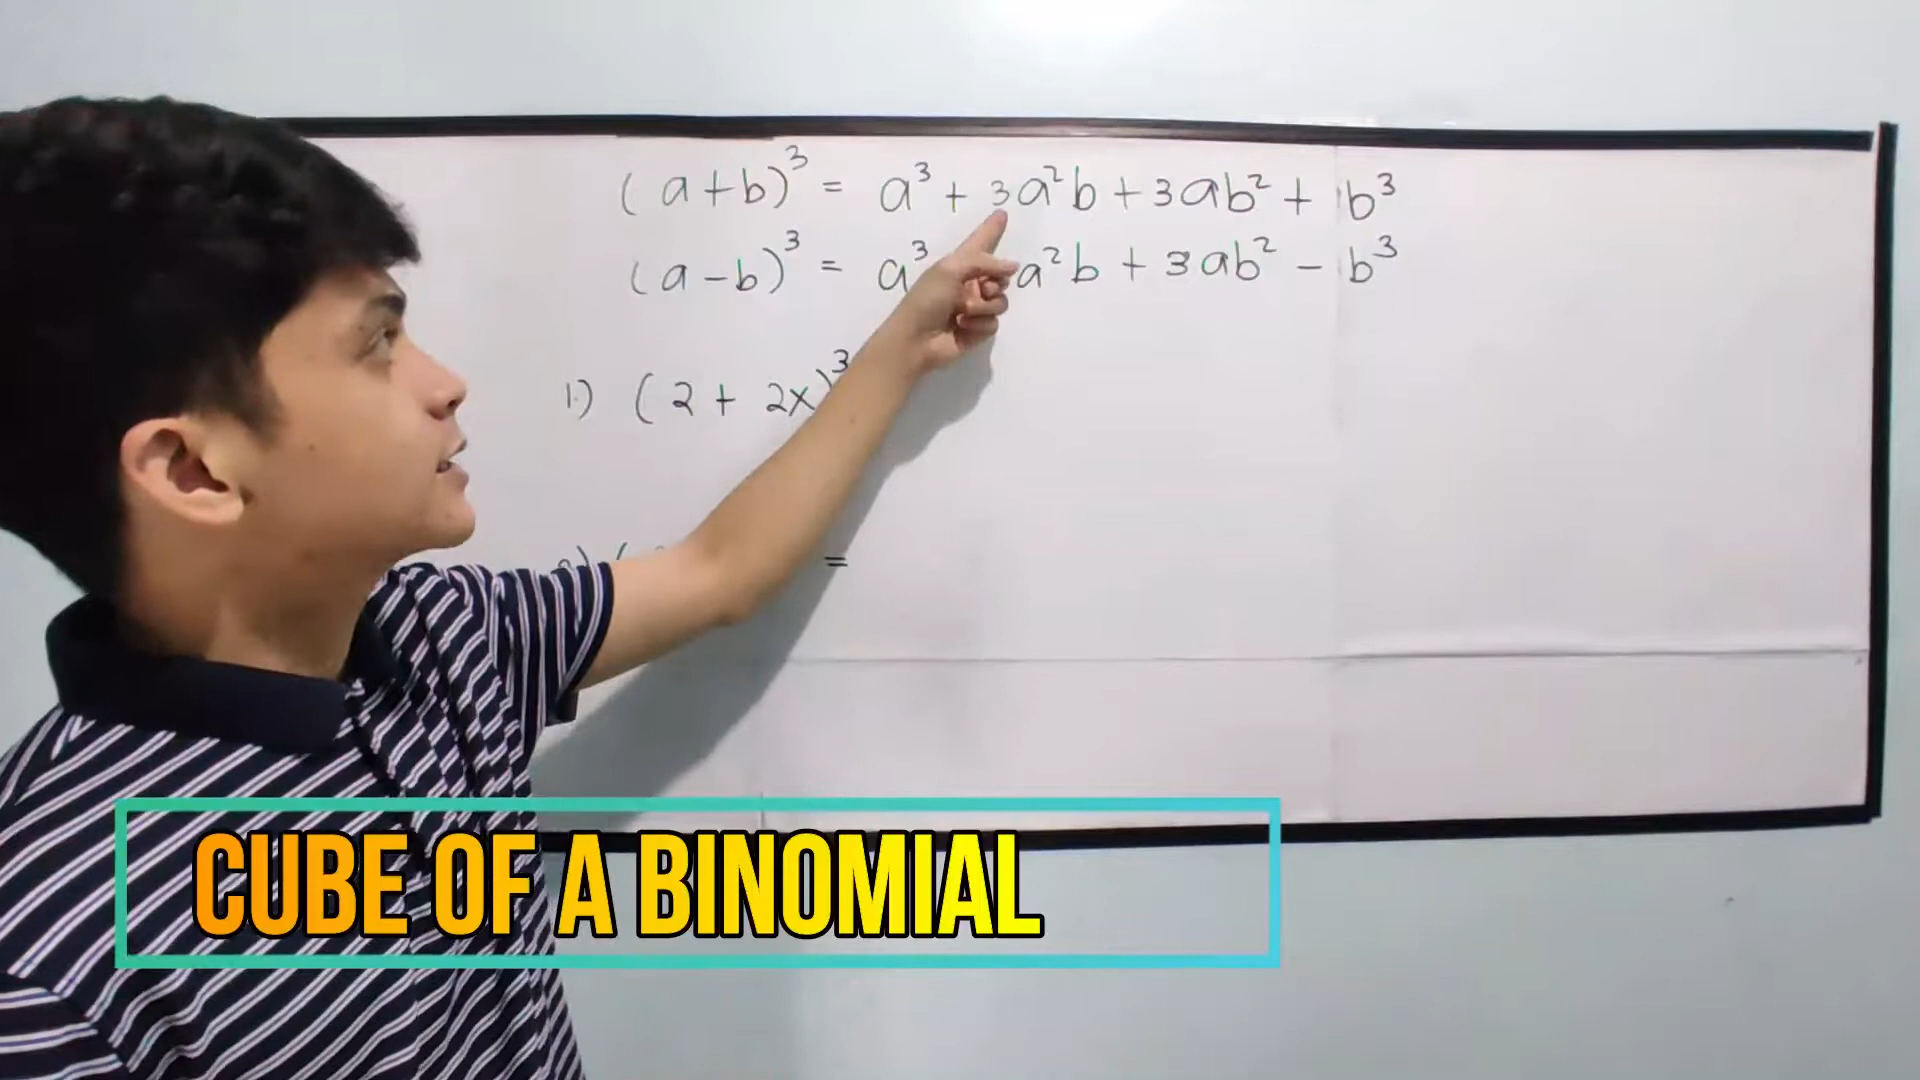 (a+b)³ = a³ + 3a²b + 3ab² + b³
(a-b)³ = a³ a²b + 3ab² - b³
1.) (2 + 2x)³
=
CUBE OF A BINOMIAL